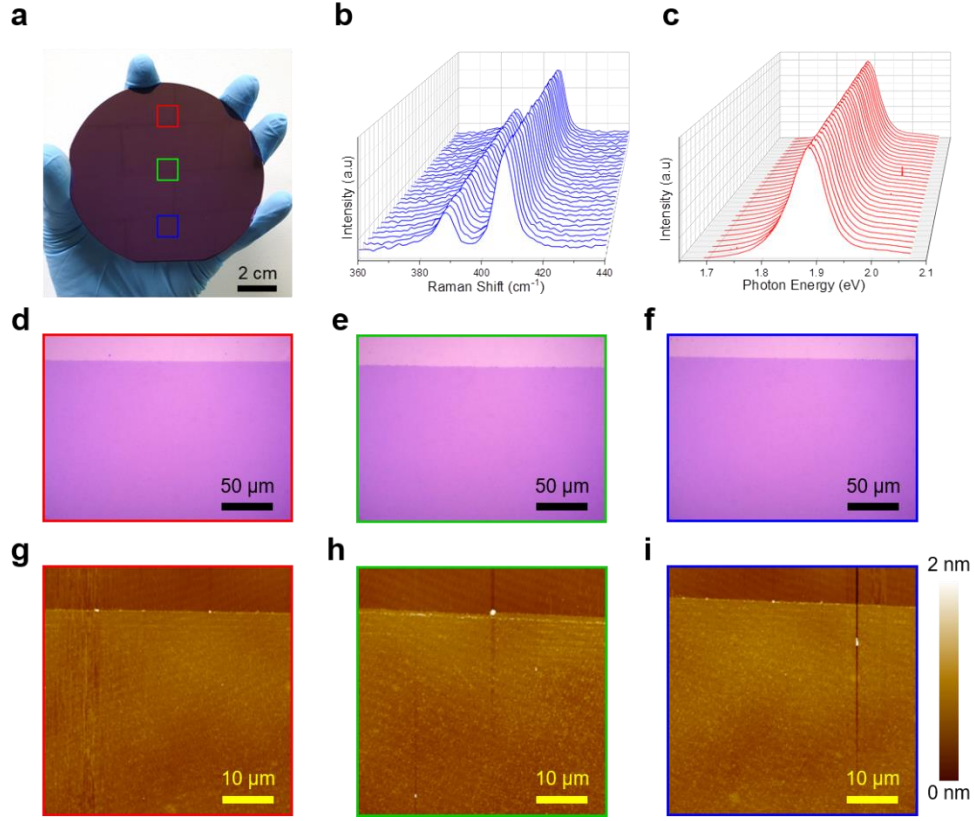 a
2 cm
b
Intensity (a.u)
360 380 400 420 440
Raman Shift (cm⁻¹)
c
Intensity (a.u)
1.7 1.8 1.9 2.0 2.1
Photon Energy (eV)
d
50 μm
e
50 μm
f
50 μm
g
10 μm
h
10 μm
i
10 μm
2 nm
0 nm